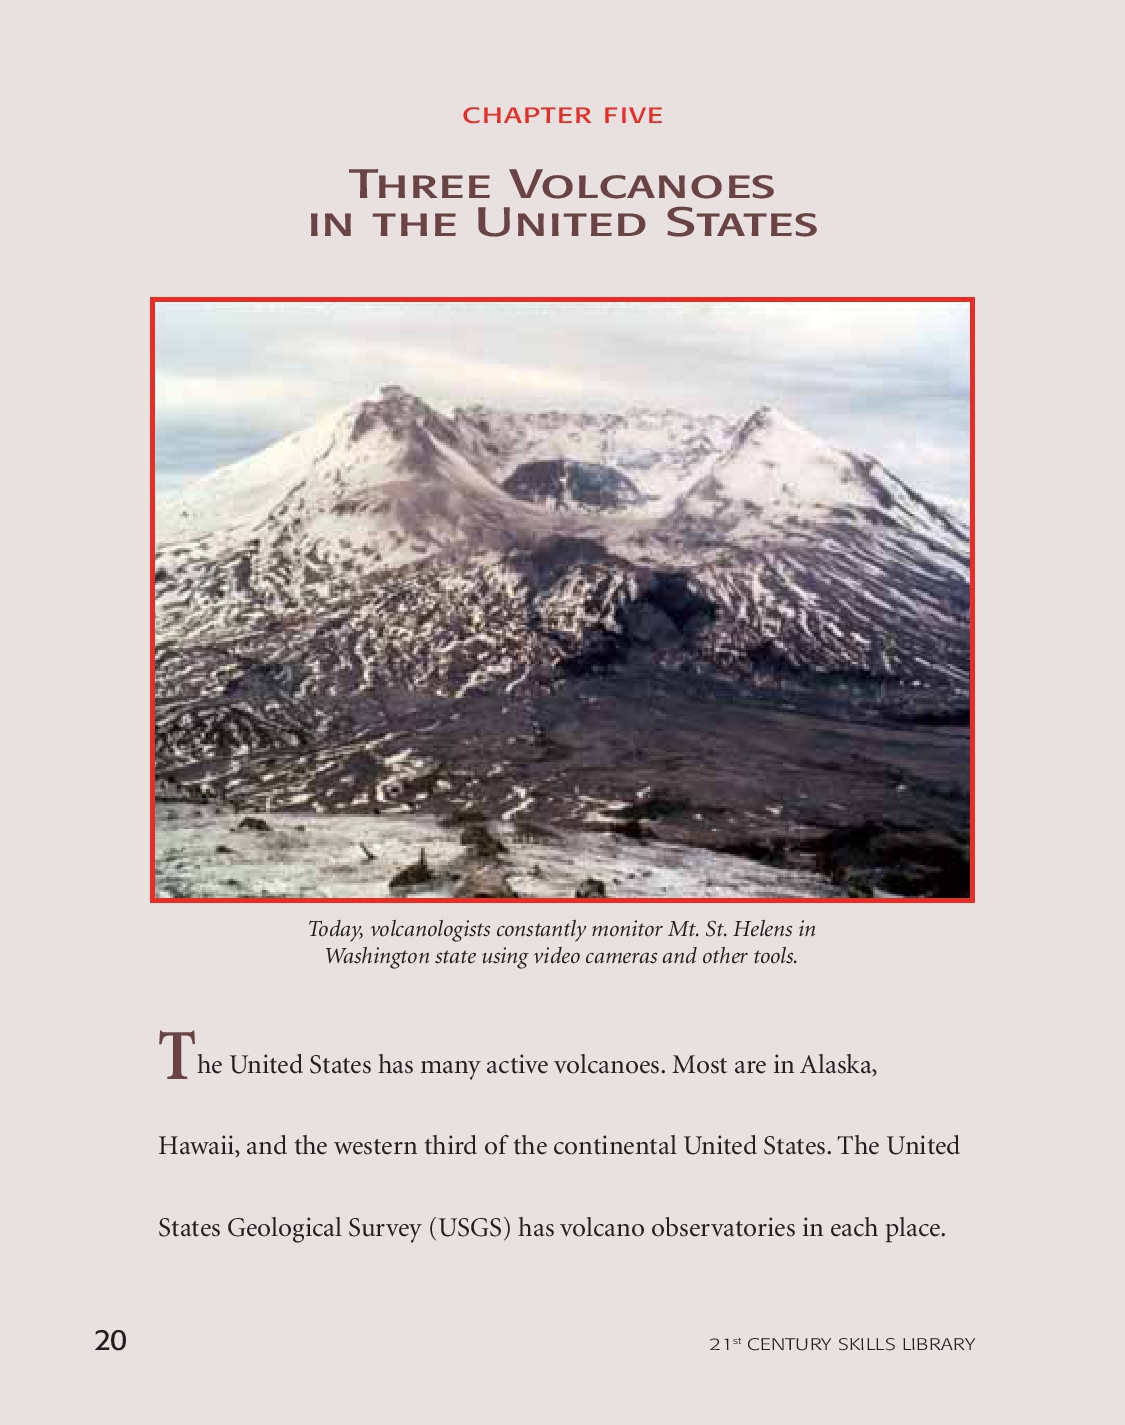 CHAPTER FIVE
THREE VOLCANOES
IN THE UNITED STATES
Today, volcanologists constantly monitor Mt. St. Helens in
Washington state using video cameras and other tools.
The United States has many active volcanoes. Most are in Alaska,
Hawaii, and the western third of the continental United States. The United
States Geological Survey (USGS) has volcano observatories in each place.
20
21st CENTURY SKILLS LIBRARY